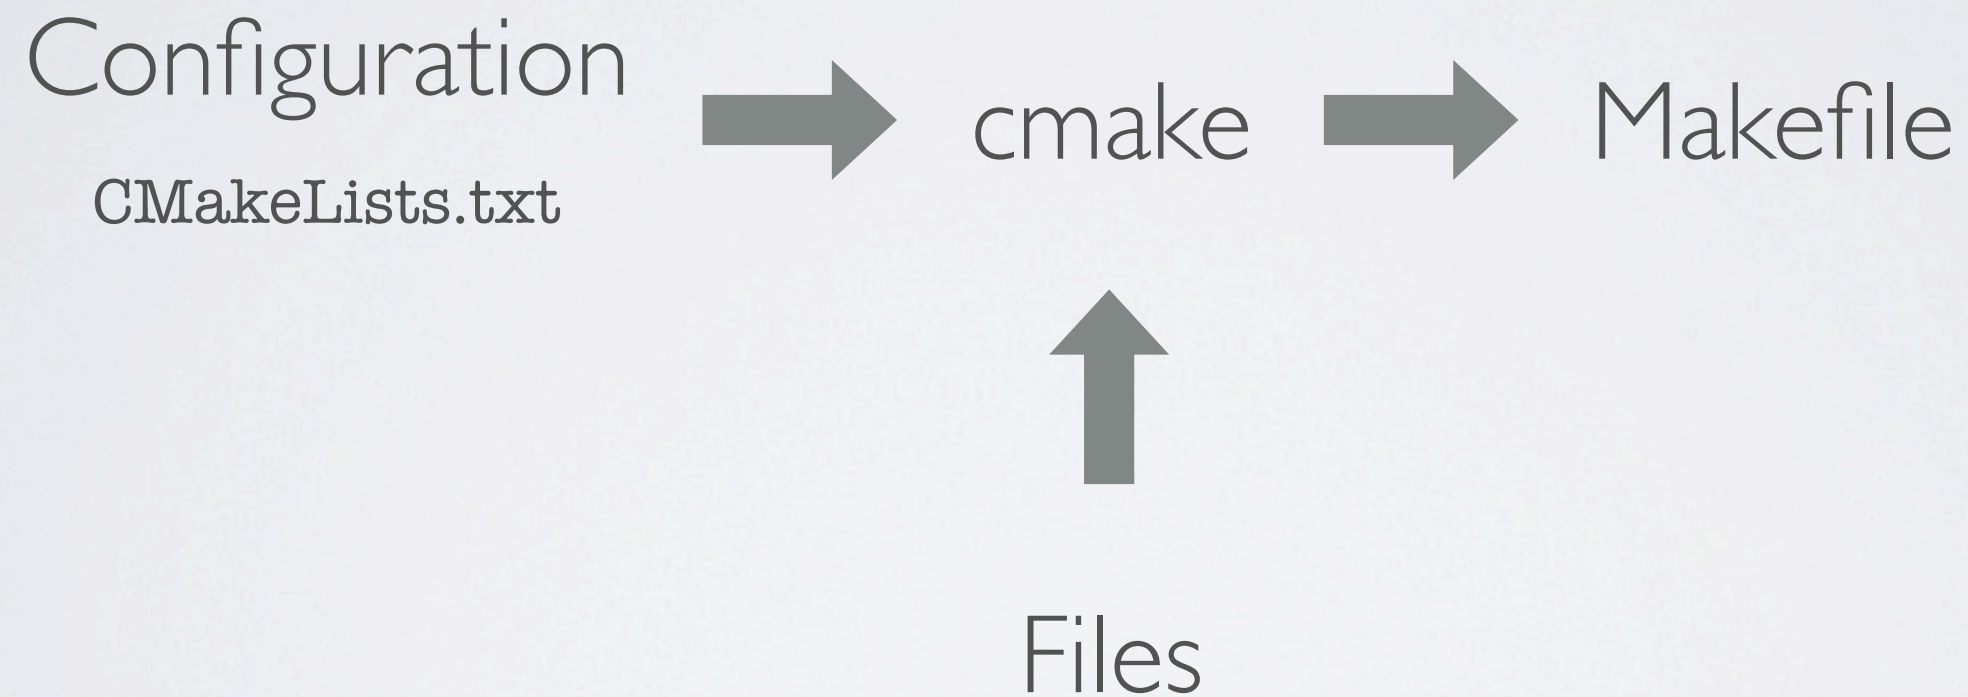 Configuration
CMakeLists.txt
cmake
Makefile
Files